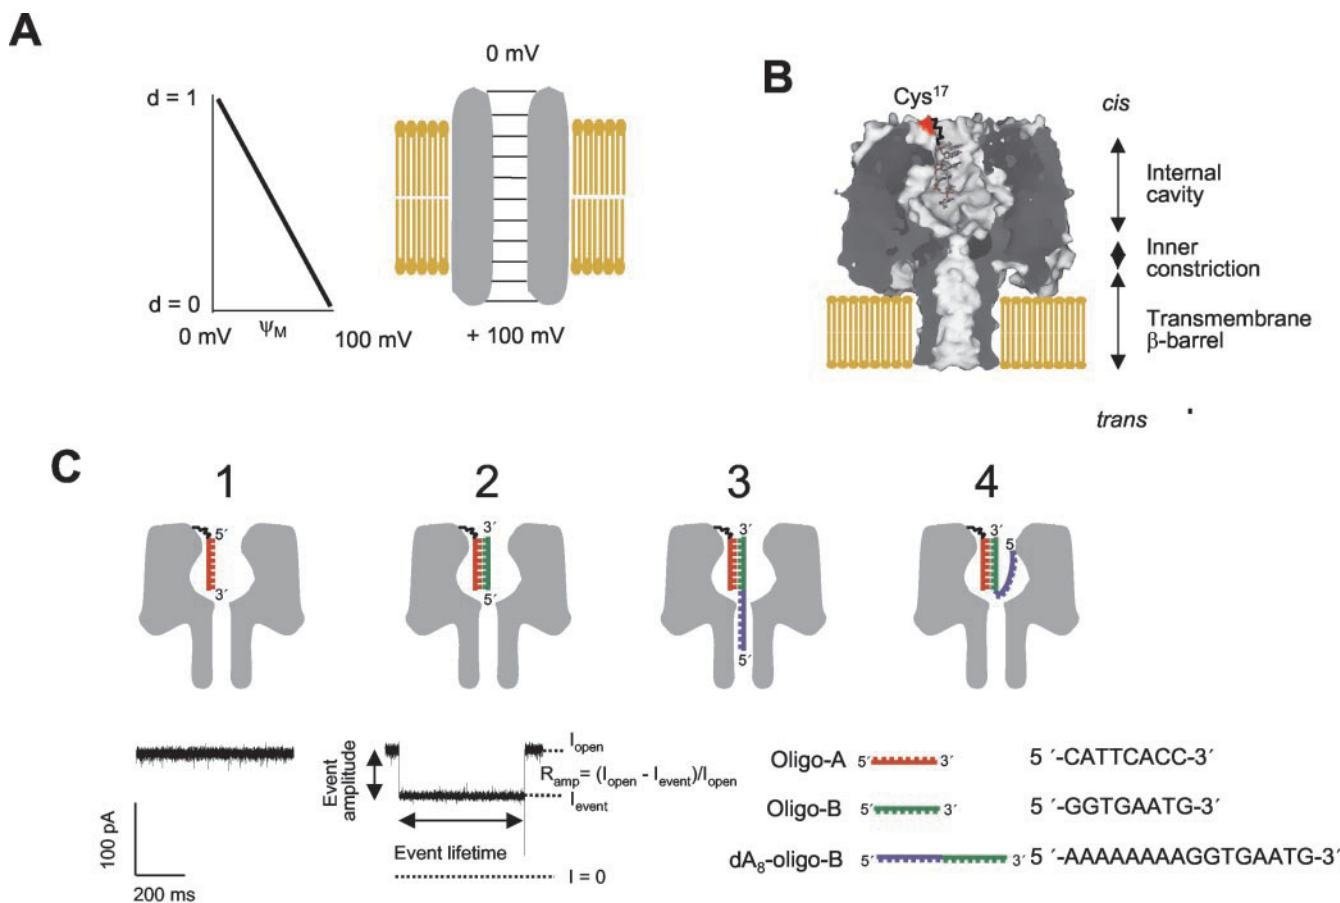 A
0 mV
d = 1
d = 0
0 mV
ΨM
100 mV
+ 100 mV
B
Cys17
cis
Internal
cavity
Inner
constriction
Transmembrane
β-barrel
trans
C
1
2
3
4
5´
3´
3´
5´
3´
5´
3´
5´
100 pA
200 ms
Event
amplitude
Iopen
Ramp= (Iopen - Ievent)/Iopen
Ievent
Event lifetime
I = 0
Oligo-A 5´ 3´ 5 ´-CATTCACC-3´
Oligo-B 5´ 3´ 5 ´-GGTGAATG-3´
dA8-oligo-B 5´ 3´ 5 ´-AAAAAAAAGGTGAATG-3´